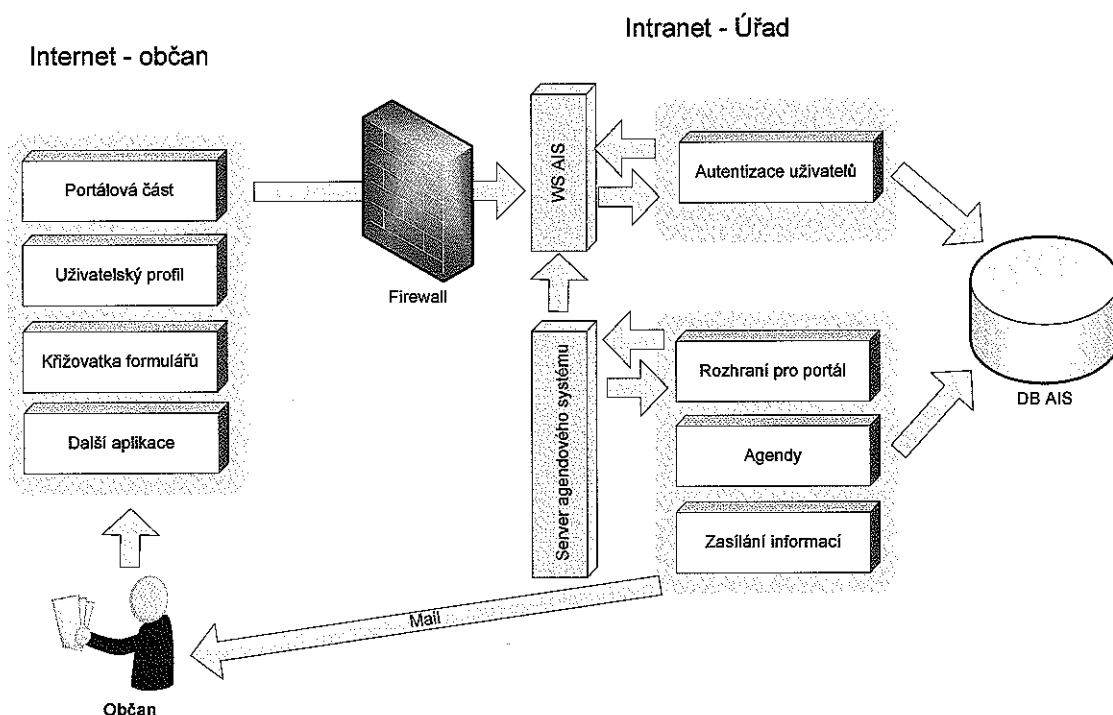 Internet - občan
Intranet - Úřad
Portálová část
Uživatelský profil
Křižovatka formulářů
Další aplikace
Občan
Firewall
WS AIS
Server agendového systému
Autentizace uživatelů
Rozhraní pro portál
Agendy
Zasílání informací
DB AIS
Mail